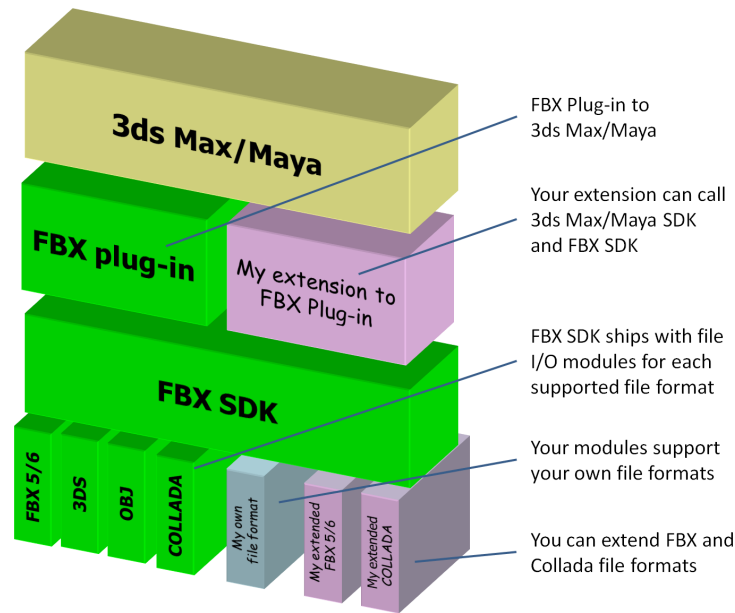 3ds Max/Maya
FBX plug-in
My extension to
FBX Plug-in
FBX SDK
FBX 5/6
3DS
OBJ
COLLADA
My own
file format
My extended
FBX 5/6
My extended
COLLADA
FBX Plug-in to
3ds Max/Maya
Your extension can call
3ds Max/Maya SDK
and FBX SDK
FBX SDK ships with file
I/O modules for each
supported file format
Your modules support
your own file formats
You can extend FBX and
Collada file formats